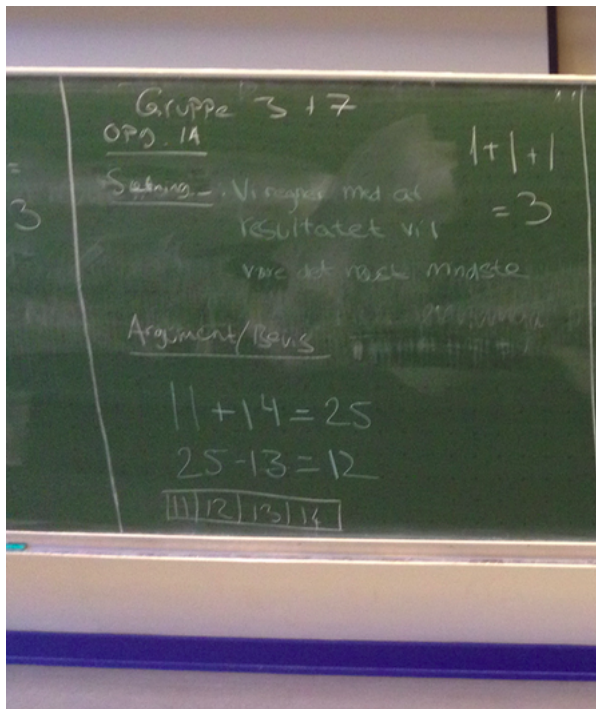 Gruppe 3 + 7
OPG. 1A
1+1+1
= 3
Sætning. Vi regner med at
resultatet vil
være det næste mindste
Argument/Bevis
11+14=25
25-13=12
11 12 13 14
3